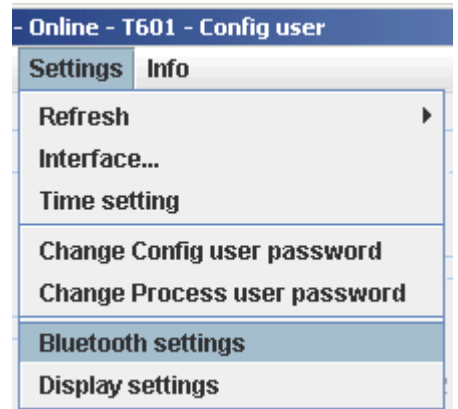 - Online - T601 - Config user
Settings Info
Refresh
Interface...
Time setting
Change Config user password
Change Process user password
Bluetooth settings
Display settings